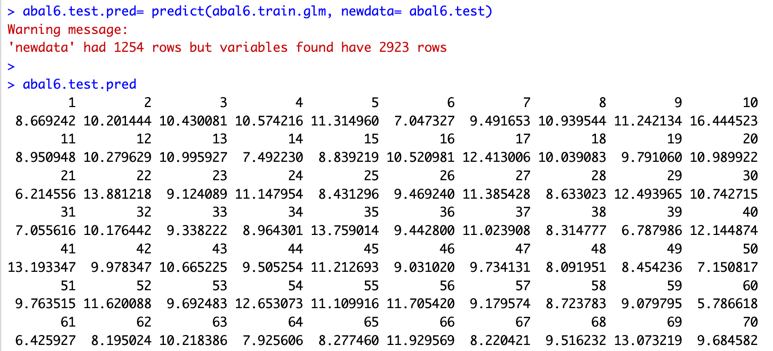 > abal6.test.pred= predict(abal6.train.glm, newdata= abal6.test)
Warning message:
'newdata' had 1254 rows but variables found have 2923 rows
>
> abal6.test.pred
1 2 3 4 5 6 7 8 9 10
8.669242 10.201444 10.430081 10.574216 11.314960 7.047327 9.491653 10.939544 11.242134 16.444523
11 12 13 14 15 16 17 18 19 20
8.950948 10.279629 10.995927 7.492230 8.839219 10.520981 12.413006 10.039083 9.791060 10.989922
21 22 23 24 25 26 27 28 29 30
6.214556 13.881218 9.124089 11.147954 8.431296 9.469240 11.385428 8.633023 12.493965 10.742715
31 32 33 34 35 36 37 38 39 40
7.055616 10.176442 9.338222 8.964301 13.759014 9.442800 11.023908 8.314777 6.787986 12.144874
41 42 43 44 45 46 47 48 49 50
13.193347 9.978347 10.665225 9.505254 11.212693 9.031020 9.734131 8.091951 8.454236 7.150817
51 52 53 54 55 56 57 58 59 60
9.763515 11.620088 9.692483 12.653073 11.109916 11.705420 9.179574 8.723783 9.079795 5.786618
61 62 63 64 65 66 67 68 69 70
6.425927 8.195024 10.218386 7.925606 8.277460 11.929569 8.220421 9.516232 13.073219 9.684582